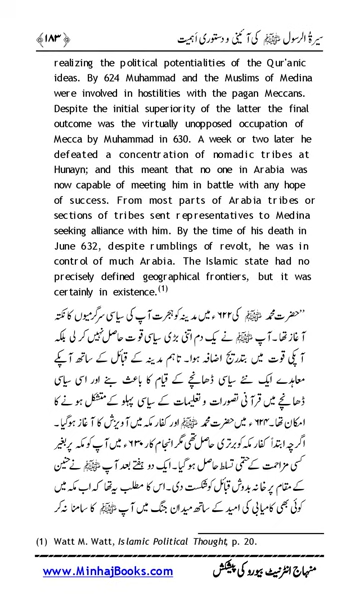 سیرۃ الرسول ﷺ کی آئینی و دستوری اہمیت ﴿۱۸۳﴾
realizing the political potentialities of the Qur'anic
ideas. By 624 Muhammad and the Muslims of Medina
were involved in hostilities with the pagan Meccans.
Despite the initial superiority of the latter the final
outcome was the virtually unopposed occupation of
Mecca by Muhammad in 630. A week or two later he
defeated a concentration of nomadic tribes at
Hunayn; and this meant that no one in Arabia was
now capable of meeting him in battle with any hope
of success. From most parts of Arabia tribes or
sections of tribes sent representatives to Medina
seeking alliance with him. By the time of his death in
June 632, despite rumblings of revolt, he was in
control of much Arabia. The Islamic state had no
precisely defined geographical frontiers, but it was
certainly in existence.(1)
’’حضرت محمد ﷺ کی ۶۲۲ء میں مدینہ کو ہجرت آپ کی سیاسی سرگرمیوں کا نکتہ
آغاز تھا۔ آپ ﷺ نے یک دم اتنی بڑی سیاسی قوت حاصل نہیں کر لی بلکہ
آپکی قوت میں بتدریج اضافہ ہوا۔ تاہم مدینہ کے قبائل کے ساتھ آپکے
معاہدے ایک نئے سیاسی ڈھانچے کے قیام کا باعث بنے اور اسی سیاسی
ڈھانچے میں قرآنی تصورات و تعلیمات کے سیاسی پہلو کے متشکل ہونے کا
امکان تھا۔ ۶۲۴ء میں حضرت محمد ﷺ اور کفار مکہ میں آویزش کا آغاز ہوگیا۔
اگرچہ ابتداً کفار مکہ کو برتری حاصل تھی مگر انجام کار ۶۳۰ء میں آپ کو مکہ پر بغیر
کسی مزاحمت کے حتمی تسلط حاصل ہو گیا۔ ایک دو ہفتے بعد آپ ﷺ نے حنین
کے مقام پر خانہ بدوش قبائل کو شکست دی۔ اس کا مطلب یہ تھا کہ اب مکہ میں
کوئی بھی کامیابی کی امید کے ساتھ میدان جنگ میں آپ ﷺ کا سامنا نہ کر
(1) Watt M. Watt, Islamic Political Thought, p. 20.
www.MinhajBooks.com منہاج انٹرنیٹ بیورو کی پیشکش